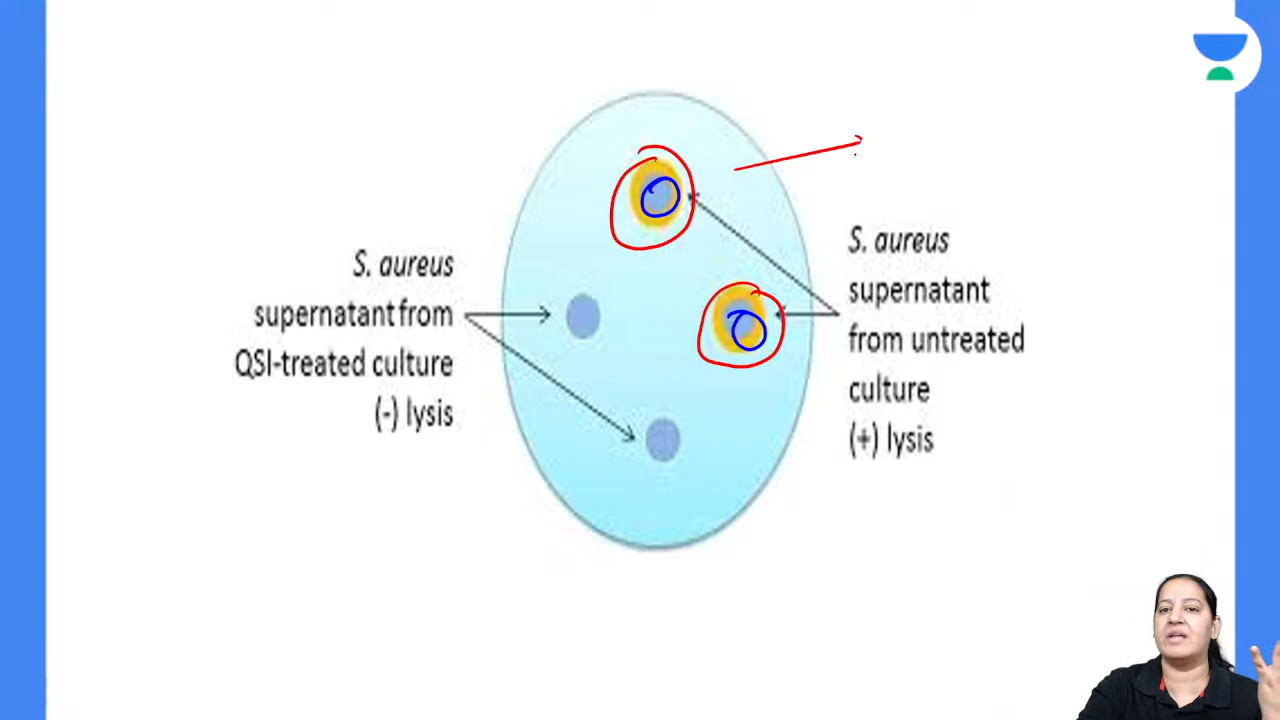 S. aureus
supernatant from
QSI-treated culture
(-) lysis
S. aureus
supernatant
from untreated
culture
(+) lysis